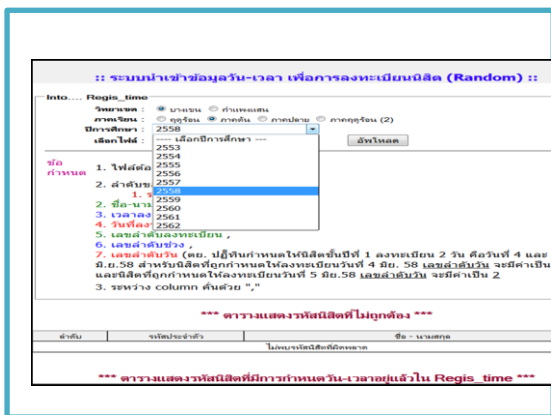 :: ระบบนำเข้าข้อมูลวัน-เวลา เพื่อการลงทะเบียนนิสิต (Random) ::
Into.... Regis_time
วิทยาเขต : บางเขน กำแพงแสน
ภาคเรียน : ฤดูร้อน ภาคต้น ภาคปลาย ภาคฤดูร้อน (2)
ปีการศึกษา : 2558
เลือกไฟล์ : ---- เลือกปีการศึกษา --- อัพโหลด
2553
2554
2555
2556
2557
2558
2559
2560
2561
2562
ข้อกำหนด
1. ไฟล์ต้อ
2. ลำดับข
1. ร
2. ชื่อ-นาม
3. เวลาลง
4. วันที่ลง
5. เลขลำดับลงทะเบียน ,
6. เลขลำดับช่วง ,
7. เลขลำดับวัน (ตย. ปฏิทินกำหนดให้นิสิตชั้นปีที่ 1 ลงทะเบียน 2 วัน คือวันที่ 4 และ
มิ.ย.58 สำหรับนิสิตที่ถูกกำหนดให้ลงทะเบียนวันที่ 4 มิย. 58 เลขลำดับวัน จะมีค่าเป็น
และนิสิตที่ถูกกำหนดให้ลงทะเบียนวันที่ 5 มิย.58 เลขลำดับวัน จะมีค่าเป็น 2
3. ระหว่าง column คั่นด้วย ","
*** ตารางแสดงรหัสนิสิตที่ไม่ถูกต้อง ***
ลำดับ รหัสประจำตัว ชื่อ - นามสกุล
ไม่พบรหัสนิสิตที่ผิดพลาด
*** ตารางแสดงรหัสนิสิตที่มีการกำหนดวัน-เวลาอยู่แล้วใน Regis_time ***